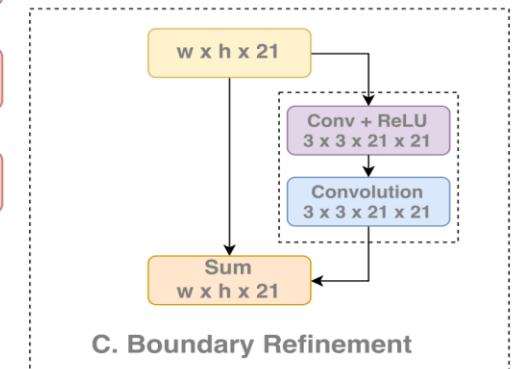 w x h x 21
Conv + ReLU
3 x 3 x 21 x 21
Convolution
3 x 3 x 21 x 21
Sum
w x h x 21
C. Boundary Refinement